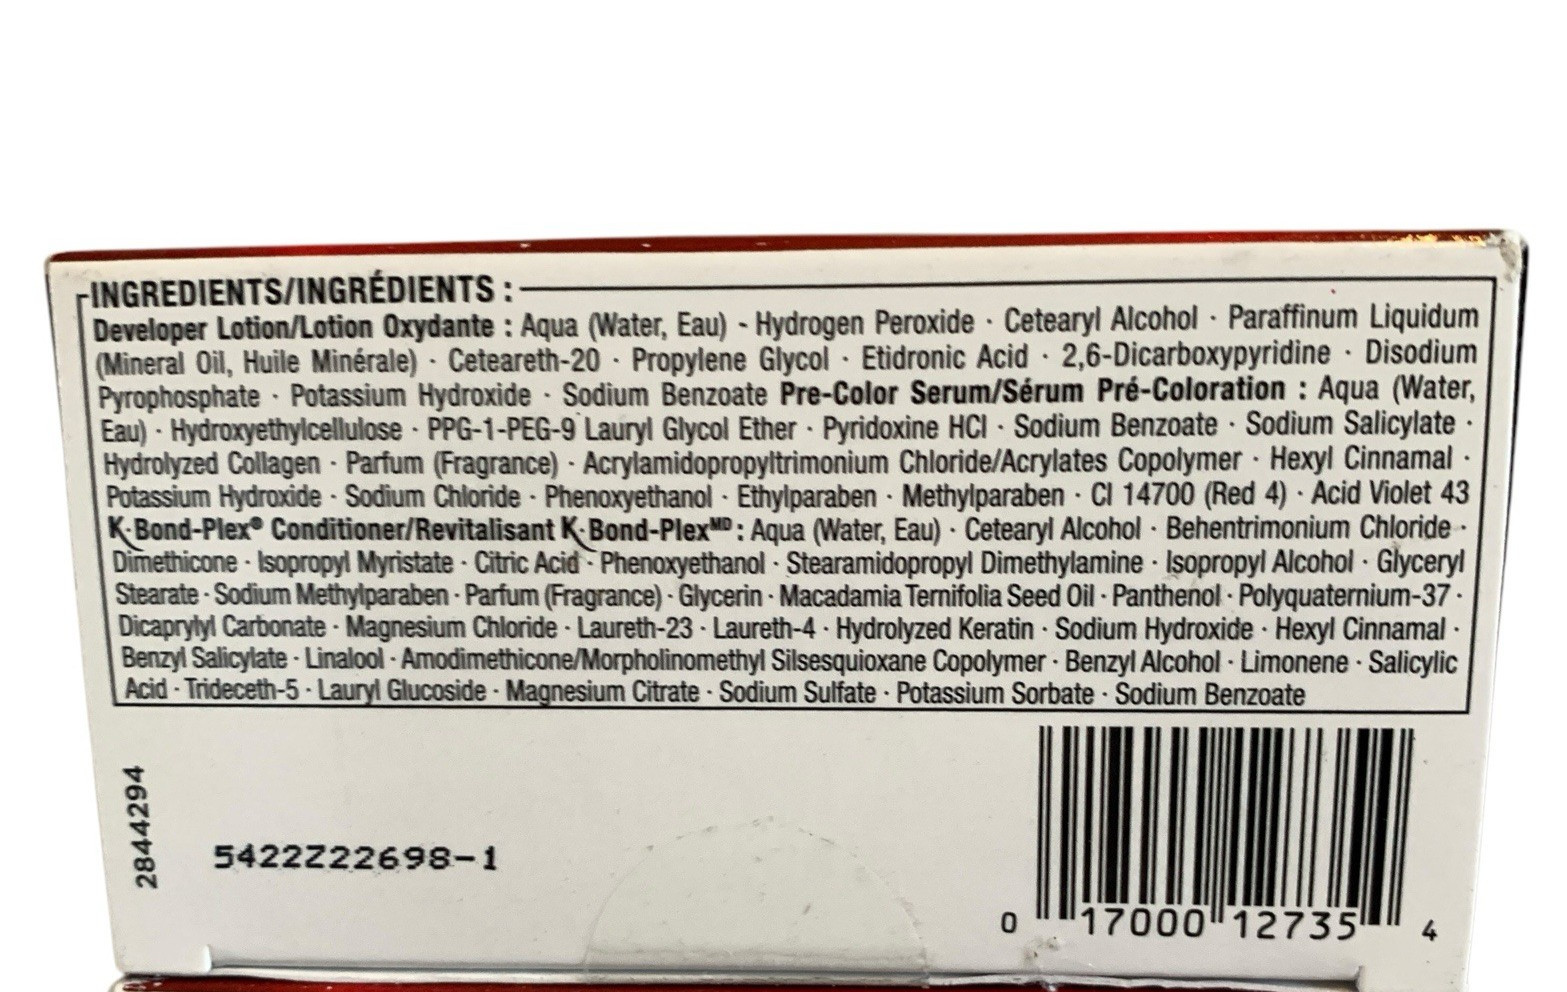 INGREDIENTS/INGRÉDIENTS :
Developer Lotion/Lotion Oxydante : Aqua (Water, Eau) - Hydrogen Peroxide · Cetearyl Alcohol · Paraffinum Liquidum
(Mineral Oil, Huile Minérale) · Ceteareth-20 · Propylene Glycol · Etidronic Acid · 2,6-Dicarboxypyridine · Disodium
Pyrophosphate · Potassium Hydroxide · Sodium Benzoate Pre-Color Serum/Sérum Pré-Coloration : Aqua (Water,
Eau) · Hydroxyethylcellulose · PPG-1-PEG-9 Lauryl Glycol Ether · Pyridoxine HCI · Sodium Benzoate · Sodium Salicylate ·
Hydrolyzed Collagen · Parfum (Fragrance) · Acrylamidopropyltrimonium Chloride/Acrylates Copolymer · Hexyl Cinnamal ·
Potassium Hydroxide · Sodium Chloride · Phenoxyethanol · Ethylparaben · Methylparaben · CI 14700 (Red 4) · Acid Violet 43
K·Bond-Plex® Conditioner/Revitalisant K·Bond-Plex™ᴰ : Aqua (Water, Eau) · Cetearyl Alcohol · Behentrimonium Chloride ·
Dimethicone · Isopropyl Myristate · Citric Acid · Phenoxyethanol · Stearamidopropyl Dimethylamine · Isopropyl Alcohol · Glyceryl
Stearate · Sodium Methylparaben · Parfum (Fragrance) · Glycerin · Macadamia Ternifolia Seed Oil · Panthenol · Polyquaternium-37 ·
Dicaprylyl Carbonate · Magnesium Chloride · Laureth-23 · Laureth-4 · Hydrolyzed Keratin · Sodium Hydroxide · Hexyl Cinnamal ·
Benzyl Salicylate · Linalool · Amodimethicone/Morpholinomethyl Silsesquioxane Copolymer · Benzyl Alcohol · Limonene · Salicylic
Acid · Trideceth-5 · Lauryl Glucoside · Magnesium Citrate · Sodium Sulfate · Potassium Sorbate · Sodium Benzoate
2844294
5422Z22698-1
0 17000 12735 4